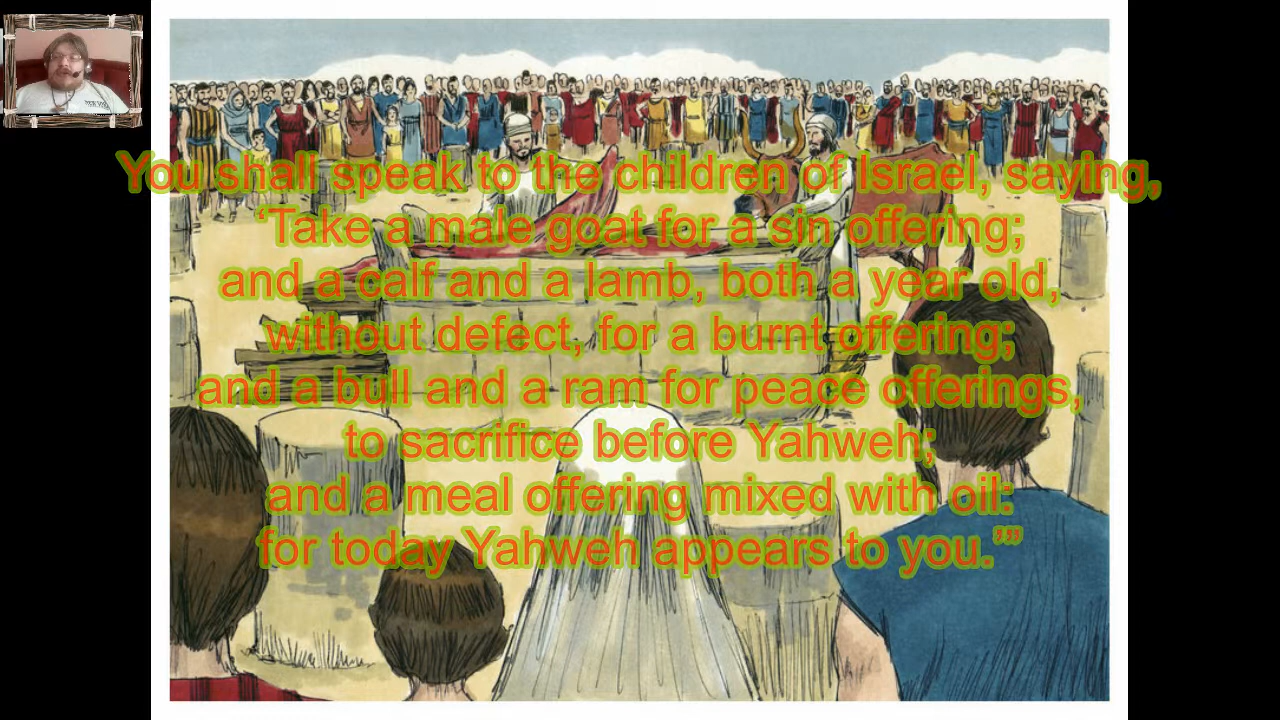 You shall speak to the children of Israel, saying,
‘Take a male goat for a sin offering;
and a calf and a lamb, both a year old,
without defect, for a burnt offering;
and a bull and a ram for peace offerings,
to sacrifice before Yahweh;
and a meal offering mixed with oil:
for today Yahweh appears to you.’”